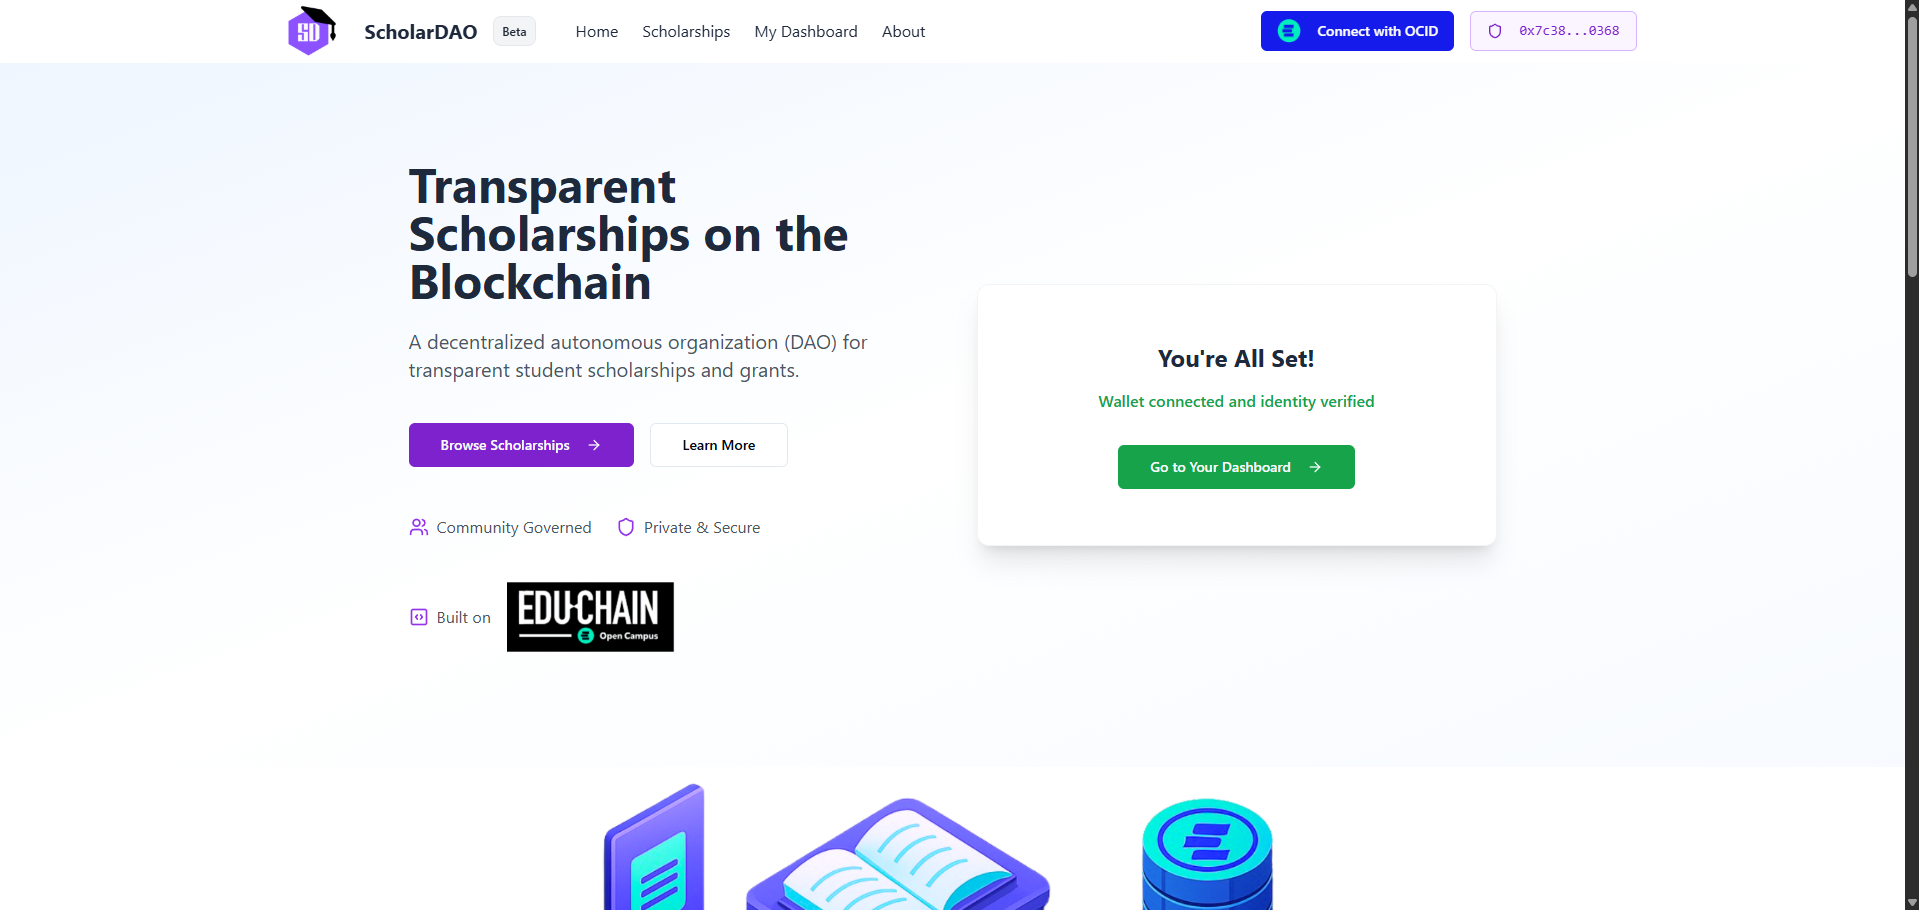 SD
ScholarDAO
Beta
Home
Scholarships
My Dashboard
About
Connect with OCID
0x7c38...0368
Transparent
Scholarships on the
Blockchain
A decentralized autonomous organization (DAO) for
transparent student scholarships and grants.
Browse Scholarships
Learn More
Community Governed
Private & Secure
Built on
EDU CHAIN
Open Campus
You're All Set!
Wallet connected and identity verified
Go to Your Dashboard